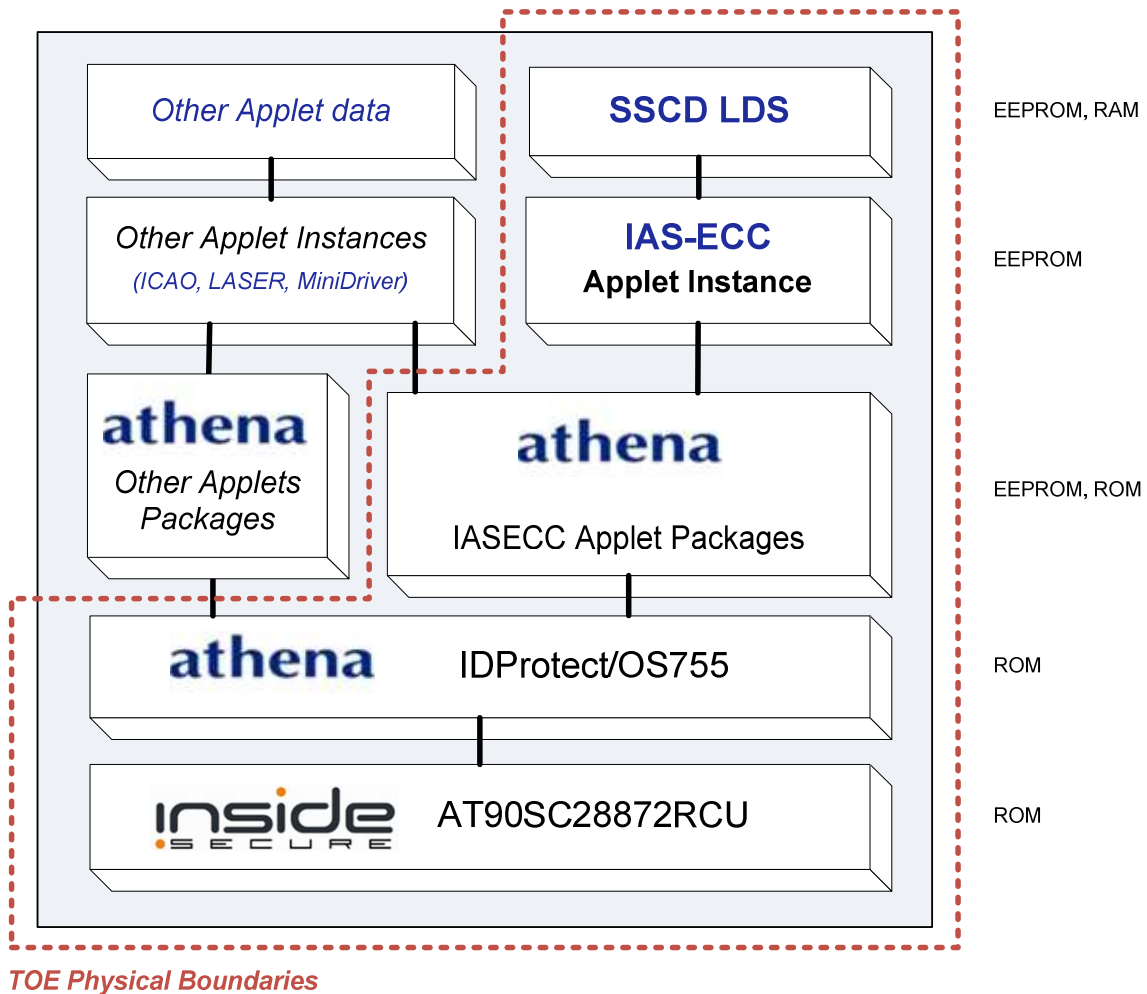 Other Applet data
SSCD LDS
EEPROM, RAM
Other Applet Instances
(ICAO, LASER, MiniDriver)
IAS-ECC
Applet Instance
EEPROM
athena
Other Applets
Packages
athena
IASECC Applet Packages
EEPROM, ROM
athena
IDProtect/OS755
ROM
inside
SECURE
AT90SC28872RCU
ROM
TOE Physical Boundaries